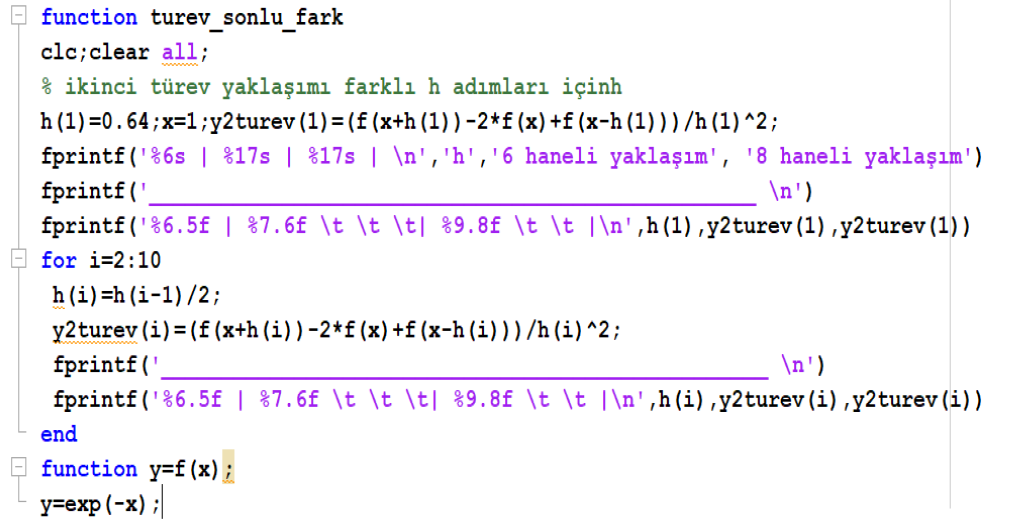 function turev_sonlu_fark
clc;clear all;
% ikinci türev yaklaşımı farklı h adımları içinh
h(1)=0.64;x=1;y2turev(1)=(f(x+h(1))-2*f(x)+f(x-h(1)))/h(1)^2;
fprintf('%6s | %17s | %17s | \n','h','6 haneli yaklaşım', '8 haneli yaklaşım')
fprintf('__________________________________________________ \n')
fprintf('%6.5f | %7.6f \t \t \t| %9.8f \t \t |\n',h(1),y2turev(1),y2turev(1))
for i=2:10
h(i)=h(i-1)/2;
y2turev(i)=(f(x+h(i))-2*f(x)+f(x-h(i)))/h(i)^2;
fprintf('__________________________________________________ \n')
fprintf('%6.5f | %7.6f \t \t \t| %9.8f \t \t |\n',h(i),y2turev(i),y2turev(i))
end
function y=f(x);
y=exp(-x);